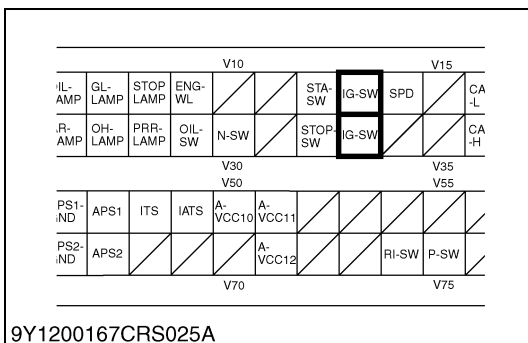 V10 V15
GL- STOP ENG- STA- IG-SW SPD CA
LAMP LAMP WL SW -L
OH- PRR- OIL- N-SW STOP- IG-SW CA
LAMP LAMP SW SW -H
V30 V35
V50 V55
APS1 ITS IATS A- A-
VCC10 VCC11
APS2 A- RI-SW P-SW
VCC12
V70 V75
9Y1200167CRS025A